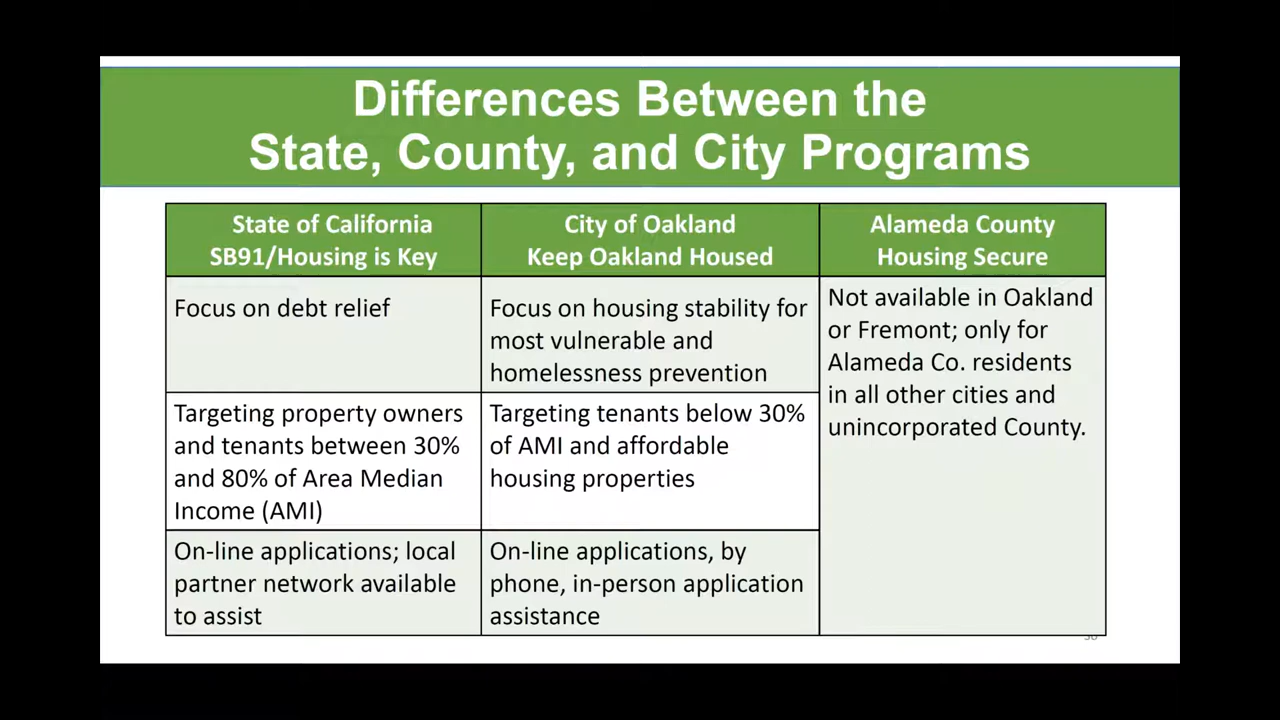 Differences Between the
State, County, and City Programs
State of California
SB91/Housing is Key
City of Oakland
Keep Oakland Housed
Alameda County
Housing Secure
Focus on debt relief
Focus on housing stability for
most vulnerable and
homelessness prevention
Not available in Oakland
or Fremont; only for
Alameda Co. residents
in all other cities and
unincorporated County.
Targeting property owners
and tenants between 30%
and 80% of Area Median
Income (AMI)
Targeting tenants below 30%
of AMI and affordable
housing properties
On-line applications; local
partner network available
to assist
On-line applications, by
phone, in-person application
assistance